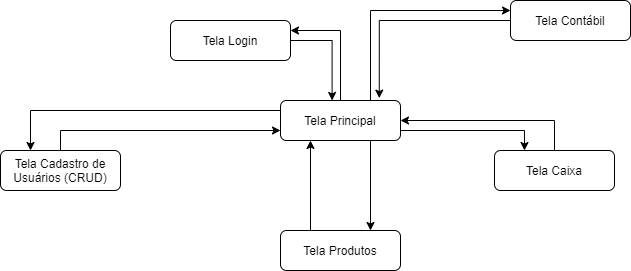 Tela Contábil
Tela Login
Tela Principal
Tela Cadastro de
Usuários (CRUD)
Tela Caixa
Tela Produtos